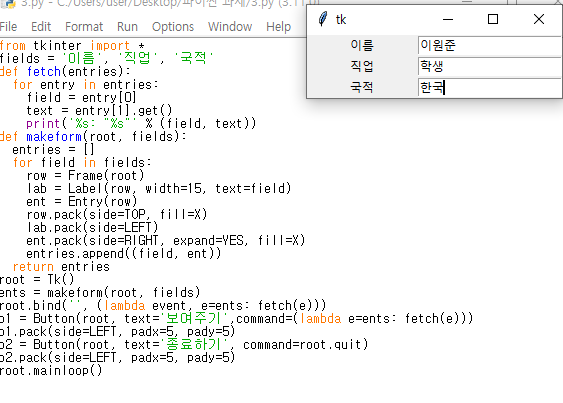 3.py - C:/Users/user/Desktop/파이썬 과제/3.py (3.11.0)
File Edit Format Run Options Window Help
tk
이름 이원준
직업 학생
국적 한국
from tkinter import *
fields = '이름', '직업', '국적'
def fetch(entries):
for entry in entries:
field = entry[0]
text = entry[1].get()
print('%s: "%s"' % (field, text))
def makeform(root, fields):
entries = []
for field in fields:
row = Frame(root)
lab = Label(row, width=15, text=field)
ent = Entry(row)
row.pack(side=TOP, fill=X)
lab.pack(side=LEFT)
ent.pack(side=RIGHT, expand=YES, fill=X)
entries.append((field, ent))
return entries
root = Tk()
ents = makeform(root, fields)
root.bind('', (lambda event, e=ents: fetch(e)))
b1 = Button(root, text='보여주기',command=(lambda e=ents: fetch(e)))
b1.pack(side=LEFT, padx=5, pady=5)
b2 = Button(root, text='종료하기', command=root.quit)
b2.pack(side=LEFT, padx=5, pady=5)
root.mainloop()